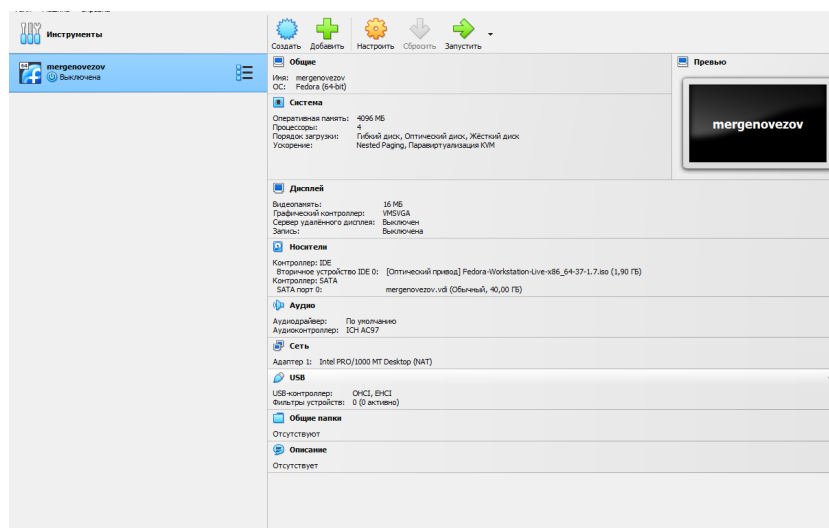 Инструменты
Создать Добавить Настроить Сбросить Запустить
64
mergenovezov
Выключена
Общие
Имя: mergenovezov
ОС: Fedora (64-bit)
Превью
mergenovezov
Система
Оперативная память: 4096 МБ
Процессоры: 4
Порядок загрузки: Гибкий диск, Оптический диск, Жёсткий диск
Ускорение: Nested Paging, Паравиртуализация KVM
Дисплей
Видеопамять: 16 МБ
Графический контроллер: VMSVGA
Сервер удалённого дисплея: Выключен
Запись: Выключена
Носители
Контроллер: IDE
Вторичное устройство IDE 0: [Оптический привод] Fedora-Workstation-Live-x86_64-37-1.7.iso (1,90 ГБ)
Контроллер: SATA
SATA порт 0: mergenovezov.vdi (Обычный, 40,00 ГБ)
Аудио
Аудиодрайвер: По умолчанию
Аудиоконтроллер: ICH AC97
Сеть
Адаптер 1: Intel PRO/1000 MT Desktop (NAT)
USB
USB-контроллер: OHCI, EHCI
Фильтры устройств: 0 (0 активно)
Общие папки
Отсутствуют
Описание
Отсутствует